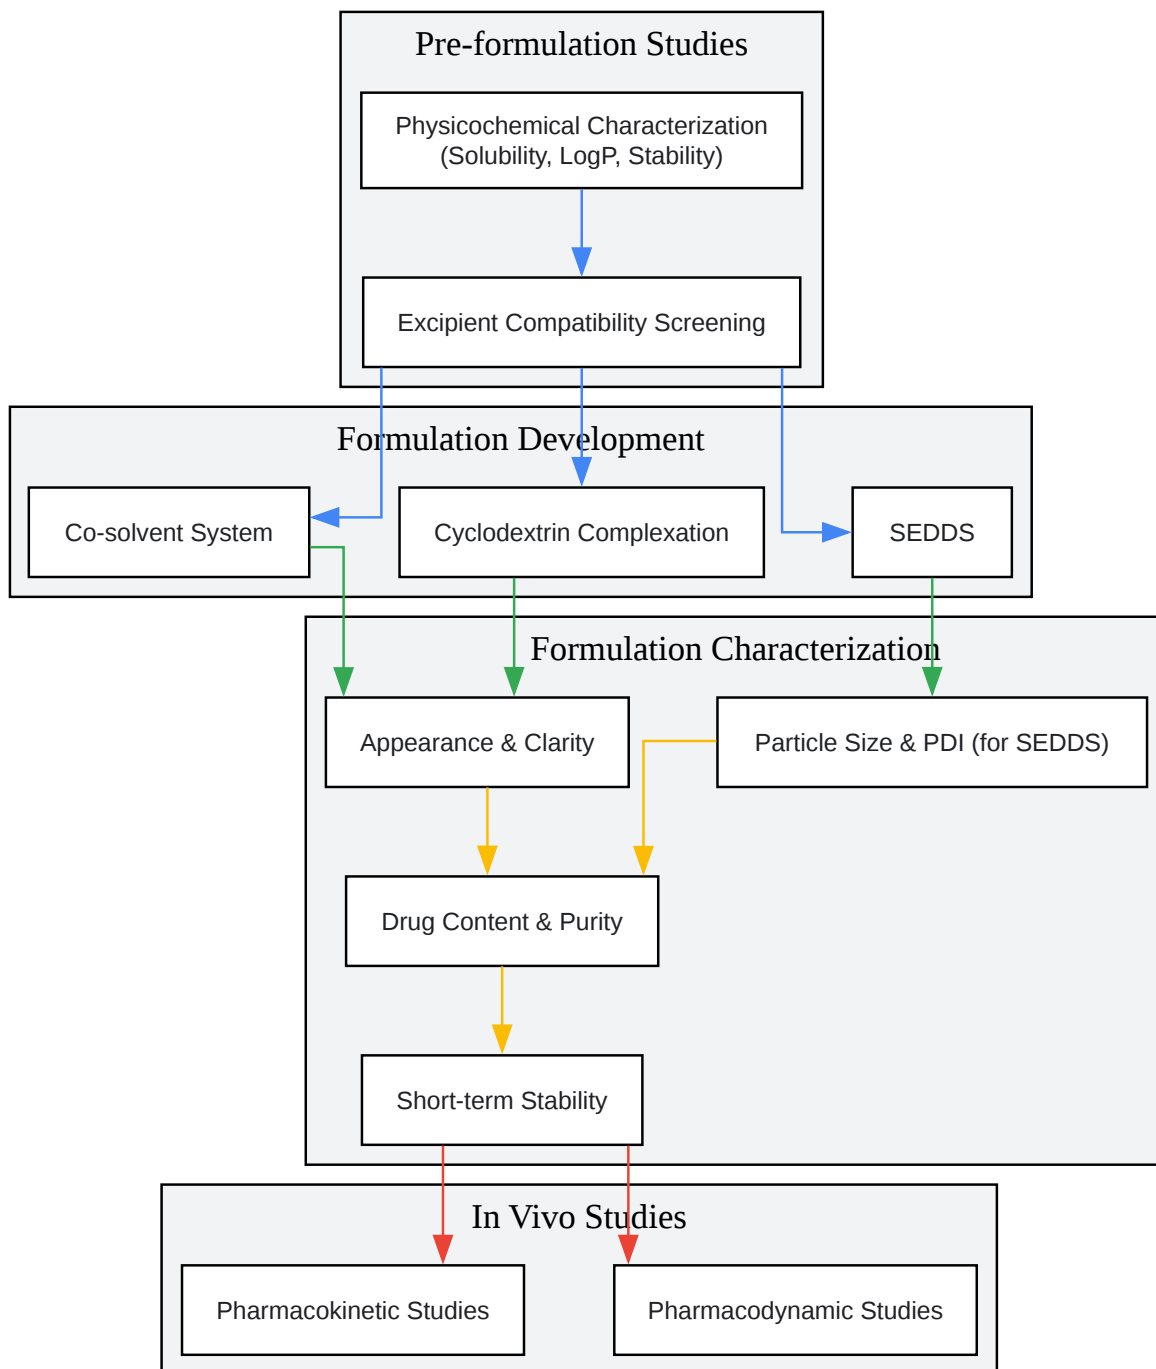 Pre-formulation Studies
Physicochemical Characterization
(Solubility, LogP, Stability)
Excipient Compatibility Screening
Formulation Development
Co-solvent System
Cyclodextrin Complexation
SEDDS
Formulation Characterization
Appearance & Clarity
Particle Size & PDI (for SEDDS)
Drug Content & Purity
Short-term Stability
In Vivo Studies
Pharmacokinetic Studies
Pharmacodynamic Studies